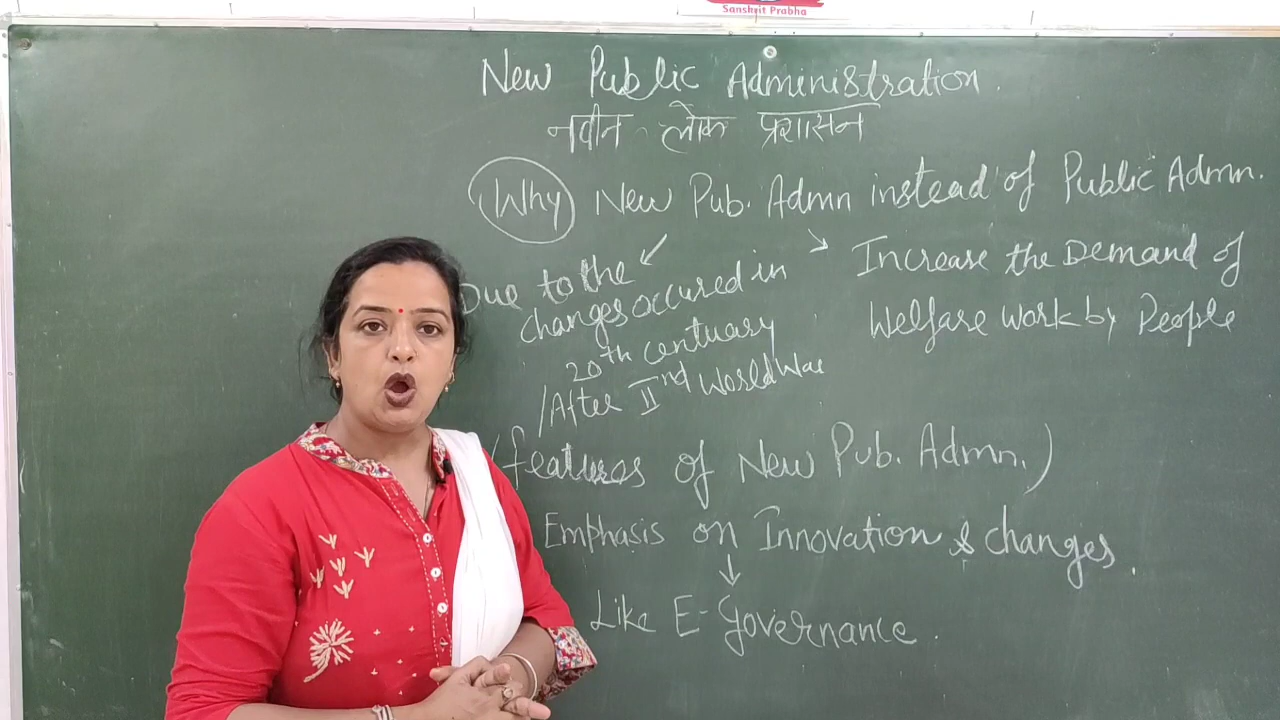 Sanskrit Prabha
New Public Administration.
नवीन लोक प्रशासन
Why New Pub. Admn instead of Public Admn.
Due to the
changes occured in
20th centuary
/After IInd World War
Increase the Demand of
Welfare work by People
(features of New Pub. Admn.)
Emphasis on Innovation & changes.
Like E-Governance.